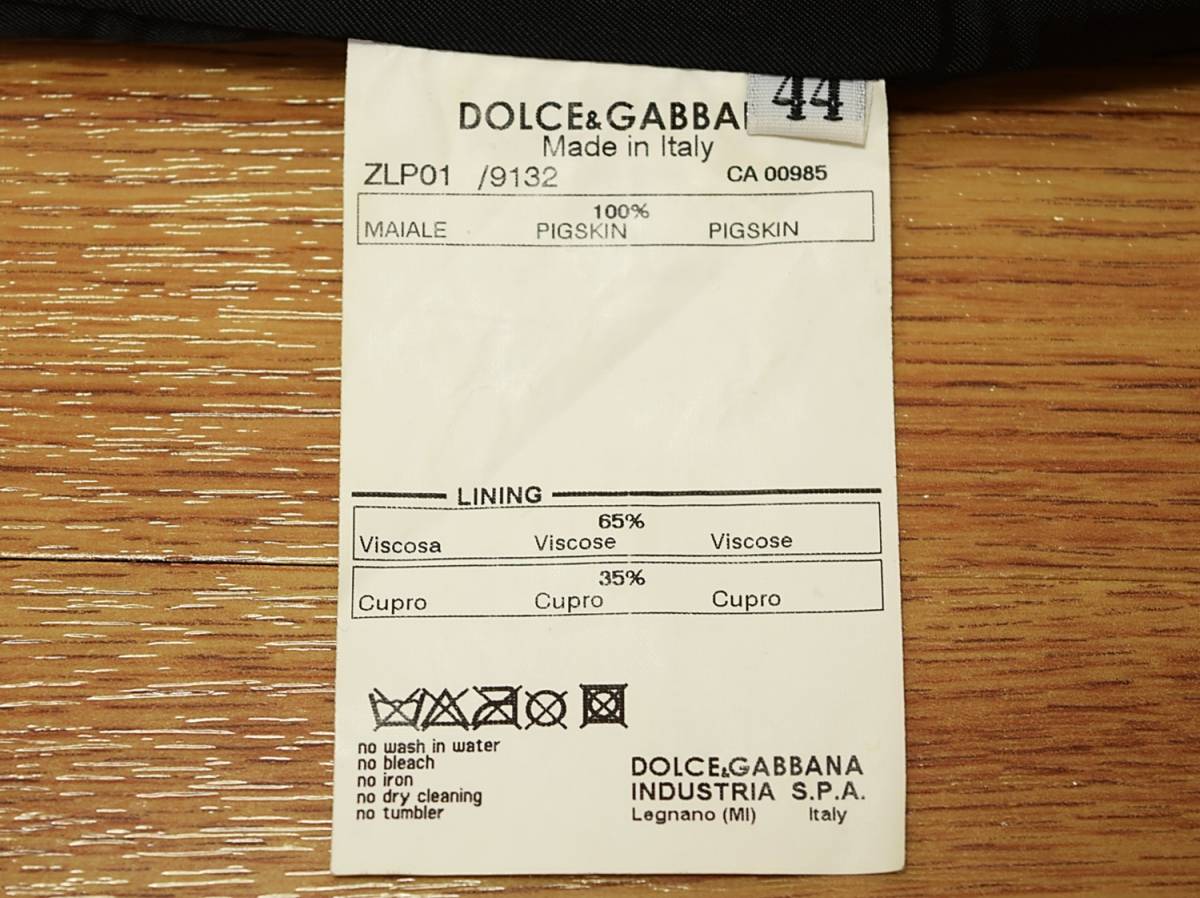 44
DOLCE&GABBA
Made in Italy
ZLP01 /9132 CA 00985
100%
MAIALE PIGSKIN PIGSKIN
LINING
65%
Viscosa Viscose Viscose
35%
Cupro Cupro Cupro
no wash in water
no bleach
no iron
no dry cleaning
no tumbler
DOLCE&GABBANA
INDUSTRIA S.P.A.
Legnano (MI) Italy